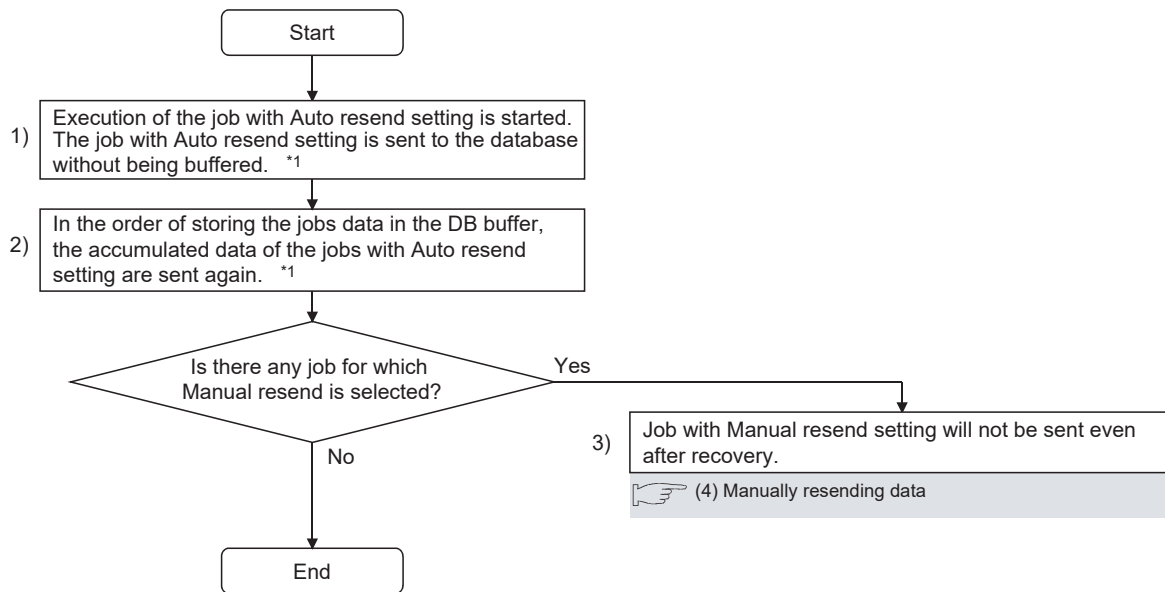 Start
1)
Execution of the job with Auto resend setting is started.
The job with Auto resend setting is sent to the database
without being buffered. *1
2)
In the order of storing the jobs data in the DB buffer,
the accumulated data of the jobs with Auto resend
setting are sent again. *1
Is there any job for which
Manual resend is selected?
Yes
3)
Job with Manual resend setting will not be sent even
after recovery.
(4) Manually resending data
No
End